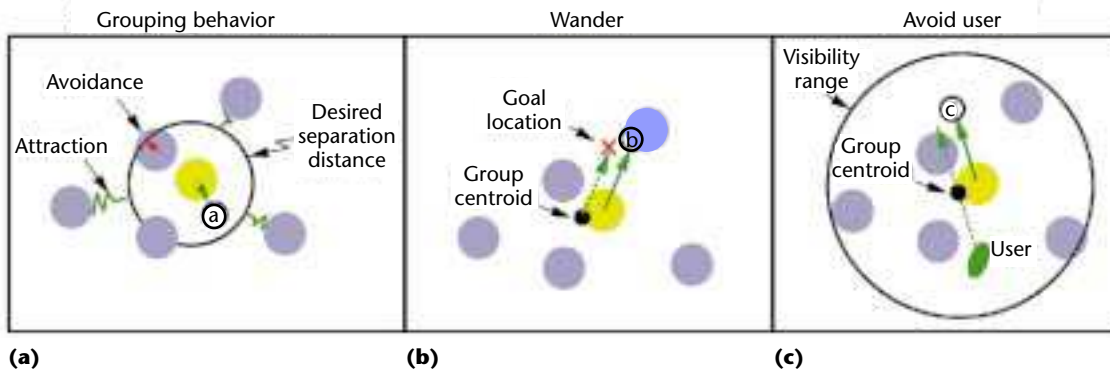 Grouping behavior
Avoidance
Attraction
Desired
separation
distance
a
(a)
Wander
Goal
location
b
Group
centroid
(b)
Avoid user
Visibility
range
c
Group
centroid
User
(c)